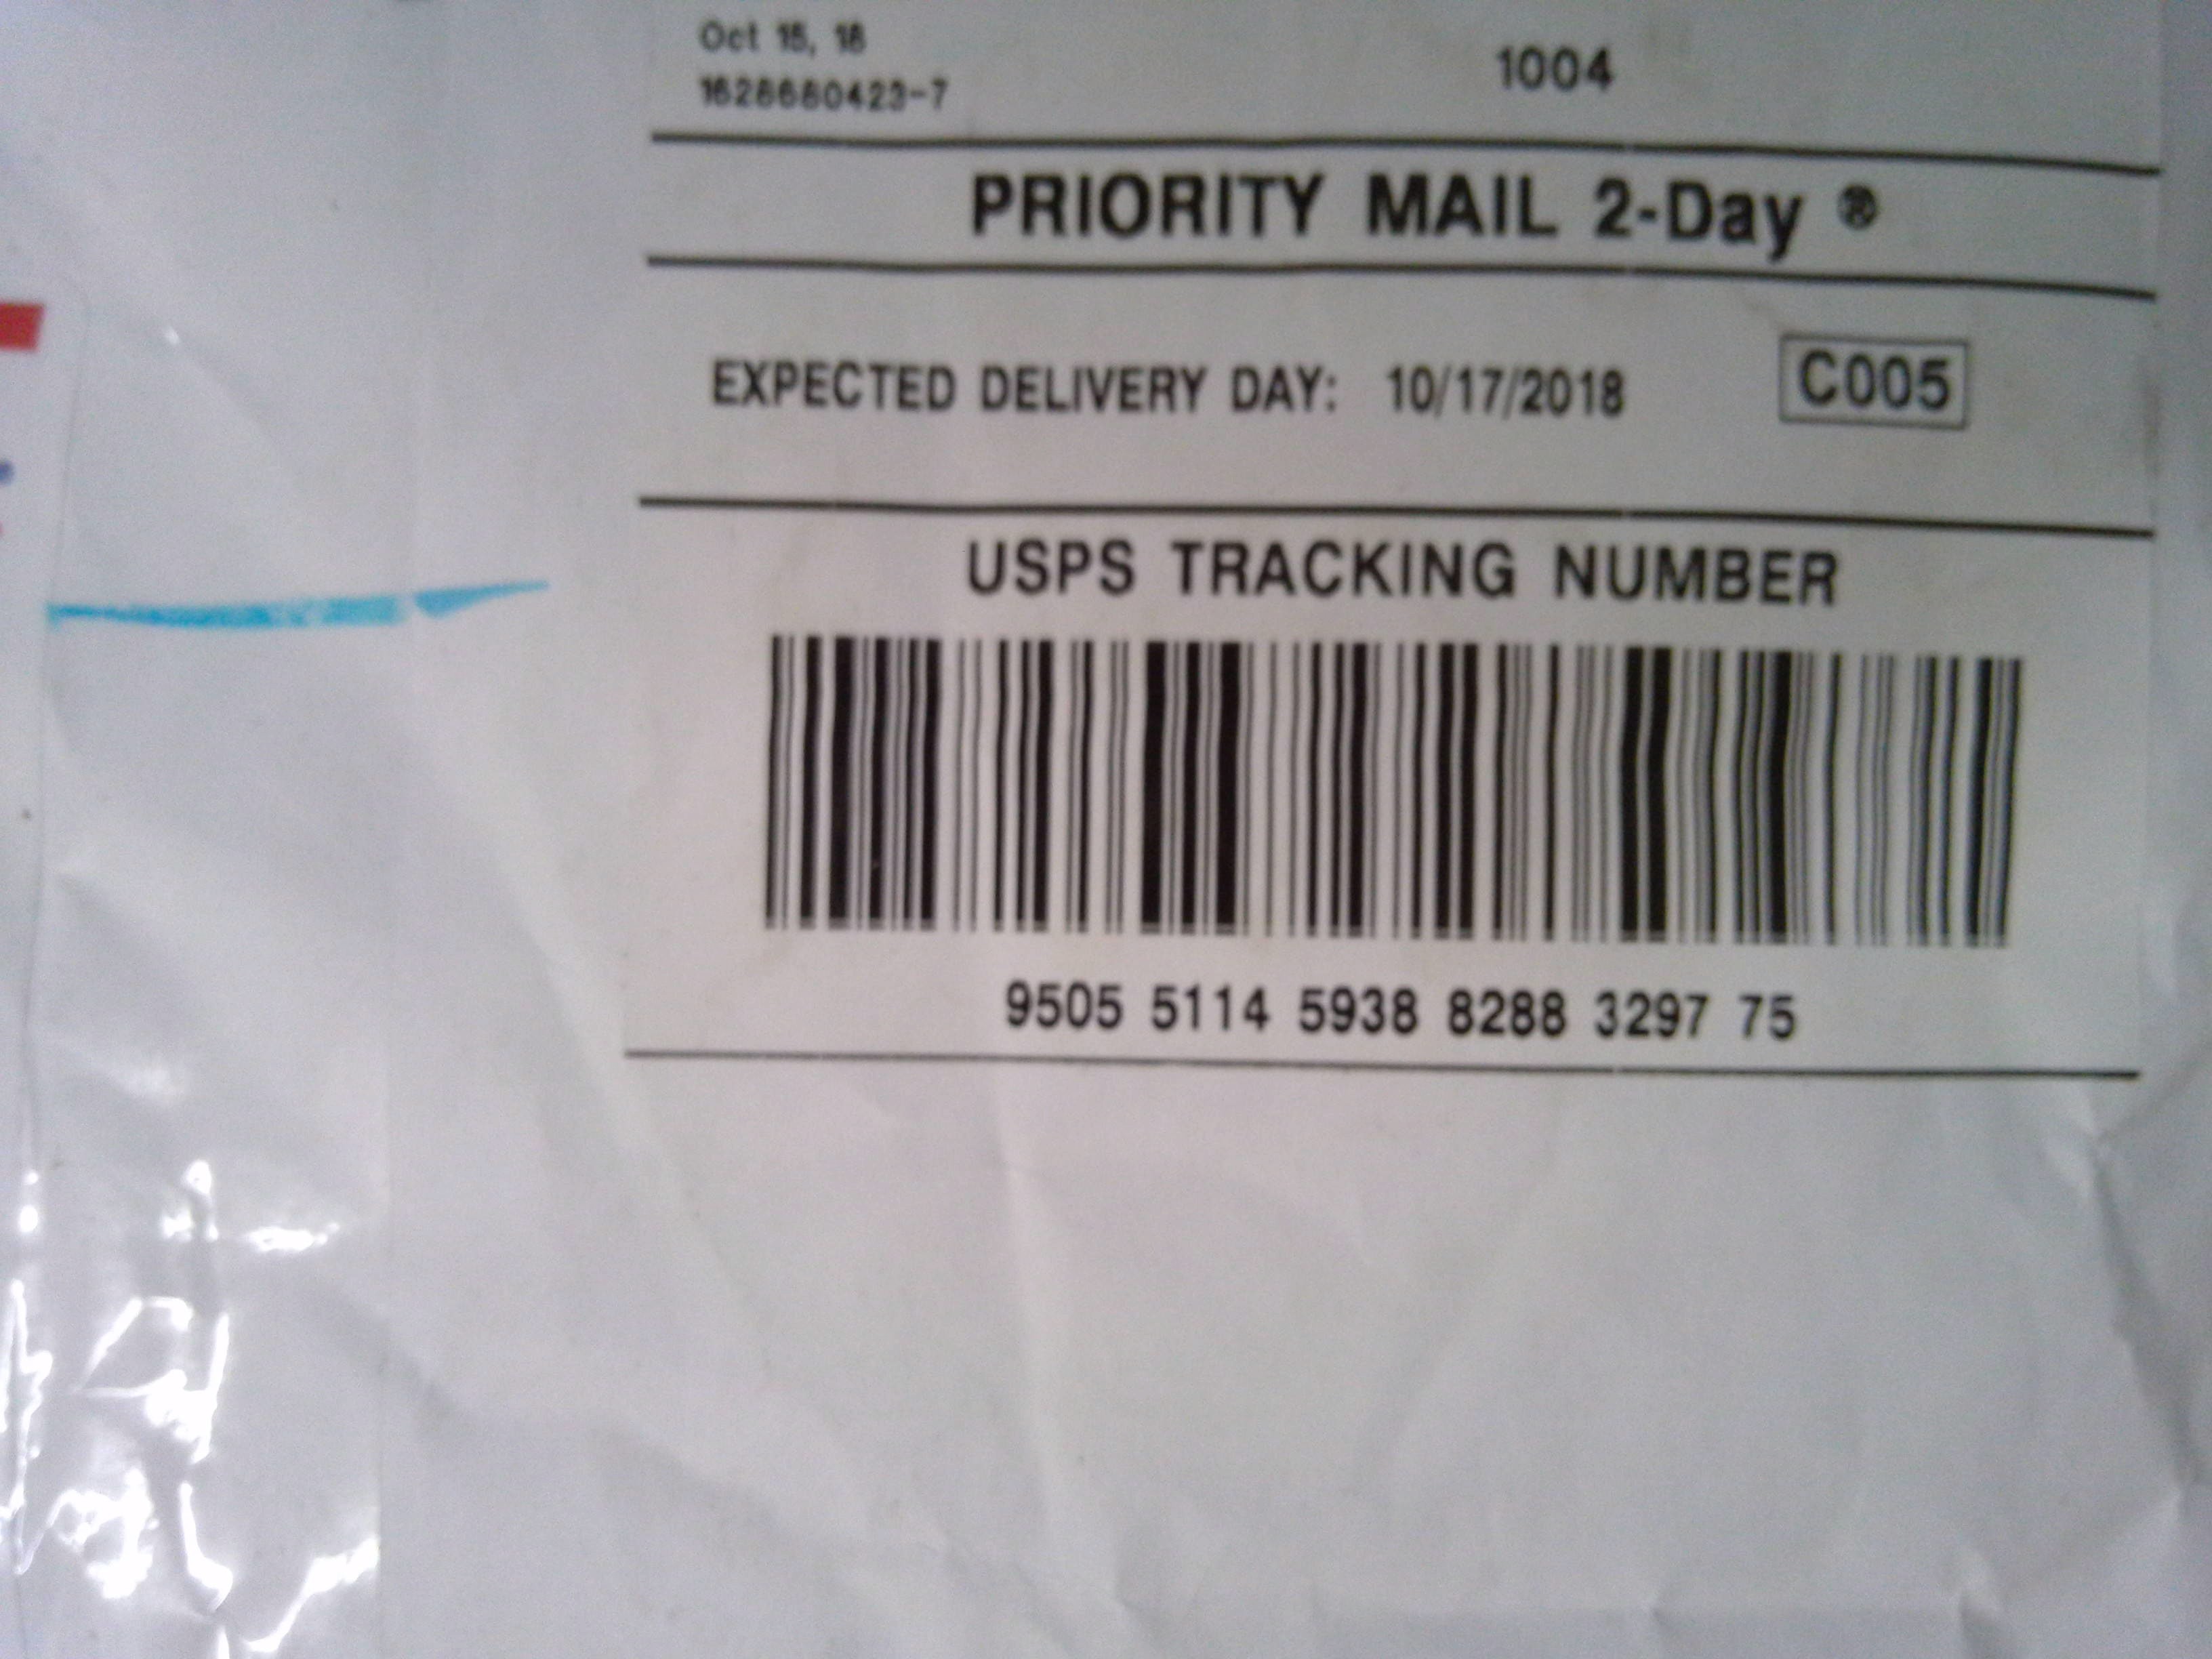 Oct 15, 18
1004
1628680423-7
PRIORITY MAIL 2-Day ®
EXPECTED DELIVERY DAY: 10/17/2018
C005
USPS TRACKING NUMBER
9505 5114 5938 8288 3297 75